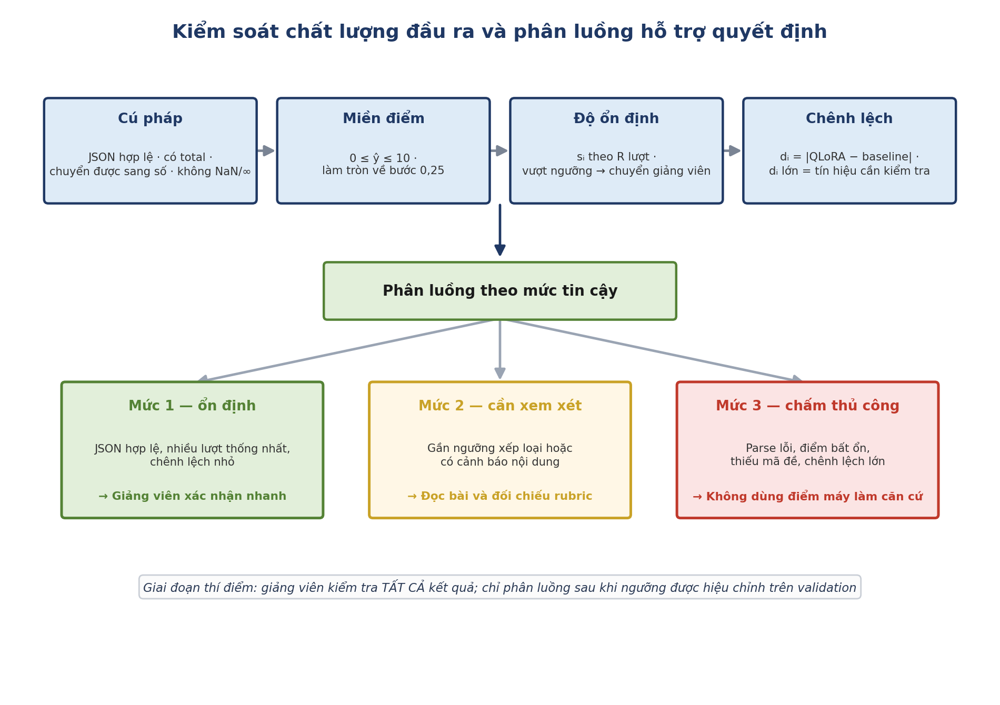 Kiểm soát chất lượng đầu ra và phân luồng hỗ trợ quyết định
Cú pháp
JSON hợp lệ · có total ·
chuyển được sang số · không NaN/∞
Miền điểm
0 ≤ ŷ ≤ 10 ·
làm tròn về bước 0,25
Độ ổn định
sᵢ theo R lượt ·
vượt ngưỡng → chuyển giảng viên
Chênh lệch
dᵢ = |QLoRA − baseline| ·
dᵢ lớn = tín hiệu cần kiểm tra
Phân luồng theo mức tin cậy
Mức 1 — ổn định
JSON hợp lệ, nhiều lượt thống nhất,
chênh lệch nhỏ
→ Giảng viên xác nhận nhanh
Mức 2 — cần xem xét
Gần ngưỡng xếp loại hoặc
có cảnh báo nội dung
→ Đọc bài và đối chiếu rubric
Mức 3 — chấm thủ công
Parse lỗi, điểm bất ổn,
thiếu mã đề, chênh lệch lớn
→ Không dùng điểm máy làm căn cứ
Giai đoạn thí điểm: giảng viên kiểm tra TẤT CẢ kết quả; chỉ phân luồng sau khi ngưỡng được hiệu chỉnh trên validation